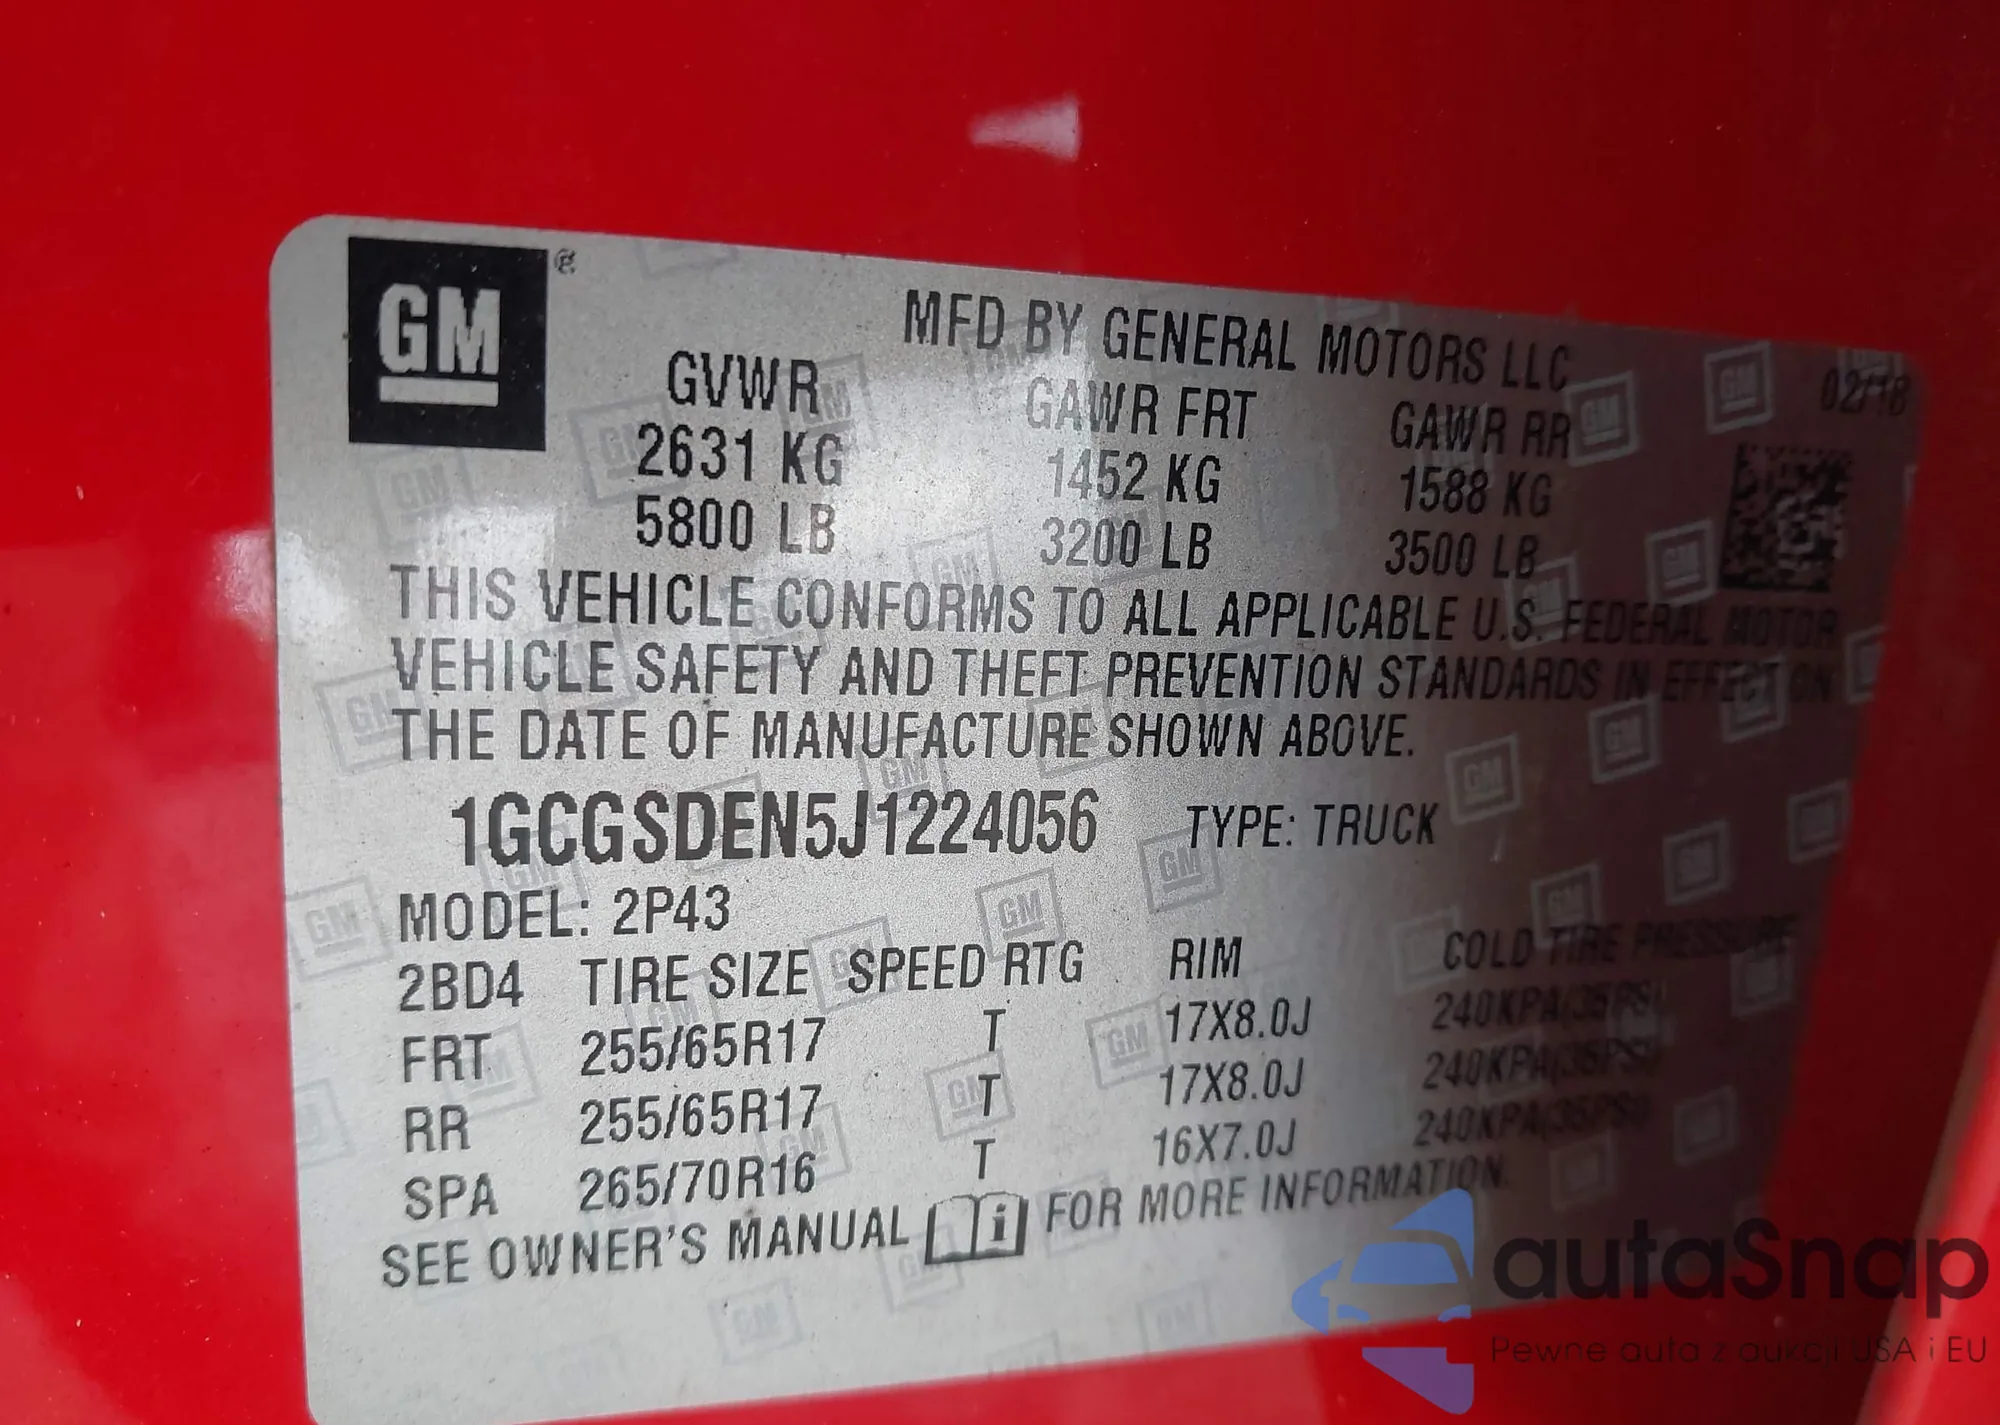 GM ®
MFD BY GENERAL MOTORS LLC
02/18
GVWR GAWR FRT GAWR RR
2631 KG 1452 KG 1588 KG
5800 LB 3200 LB 3500 LB
THIS VEHICLE CONFORMS TO ALL APPLICABLE U.S. FEDERAL MOTOR
VEHICLE SAFETY AND THEFT PREVENTION STANDARDS IN EFFECT ON
THE DATE OF MANUFACTURE SHOWN ABOVE.
1GCGSDEN5J1224056 TYPE: TRUCK
MODEL: 2P43
2BD4 TIRE SIZE SPEED RTG RIM COLD TIRE PRESSURE
FRT 255/65R17 T 17X8.0J 240KPA(35PSI)
RR 255/65R17 T 17X8.0J 240KPA(35PSI)
SPA 265/70R16 T 16X7.0J 240KPA(35PSI)
SEE OWNER'S MANUAL i FOR MORE INFORMATION.
autaSnap
Pewne auta z aukcji USA i EU